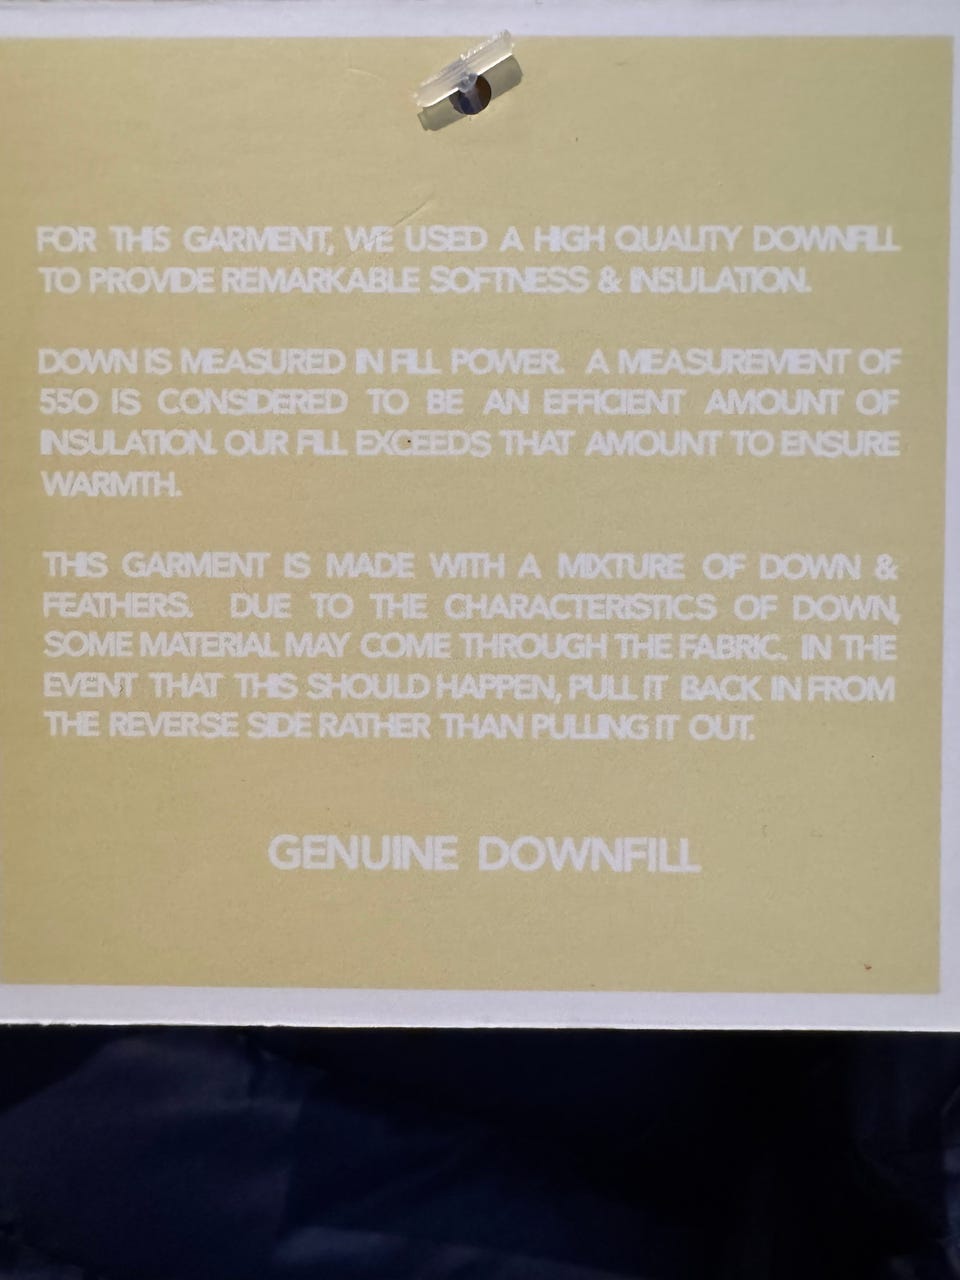 FOR THIS GARMENT, WE USED A HIGH QUALITY DOWNFILL
TO PROVIDE REMARKABLE SOFTNESS & INSULATION.
DOWN IS MEASURED IN FILL POWER. A MEASUREMENT OF
550 IS CONSIDERED TO BE AN EFFICIENT AMOUNT OF
INSULATION. OUR FILL EXCEEDS THAT AMOUNT TO ENSURE
WARMTH.
THIS GARMENT IS MADE WITH A MIXTURE OF DOWN &
FEATHERS. DUE TO THE CHARACTERISTICS OF DOWN,
SOME MATERIAL MAY COME THROUGH THE FABRIC. IN THE
EVENT THAT THIS SHOULD HAPPEN, PULL IT BACK IN FROM
THE REVERSE SIDE RATHER THAN PULLING IT OUT.
GENUINE DOWNFILL